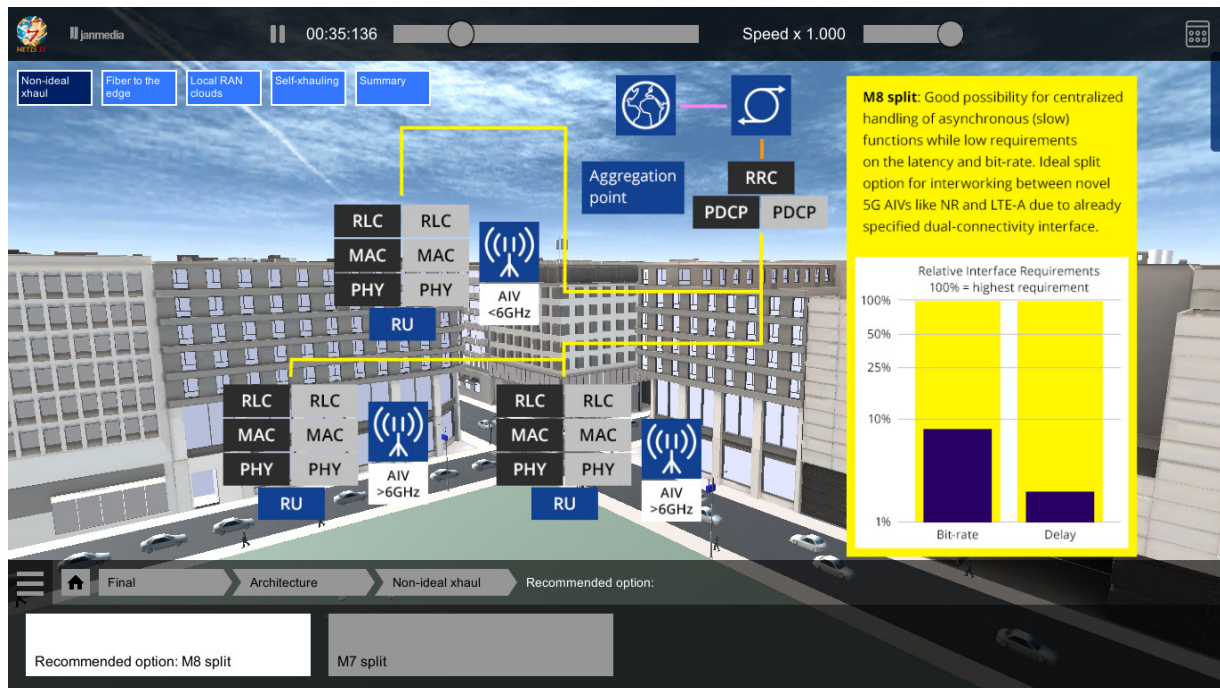 METIS II
janmedia
00:35:136
Speed x 1.000
Non-ideal
xhaul
Fiber to the
edge
Local RAN
clouds
Self-xhauling
Summary
Aggregation
point
RRC
PDCP PDCP
RLC RLC
MAC MAC
PHY PHY
RU
AIV
<6GHz
RLC RLC
MAC MAC
PHY PHY
RU
AIV
>6GHz
RLC RLC
MAC MAC
PHY PHY
RU
AIV
>6GHz
M8 split: Good possibility for centralized
handling of asynchronous (slow)
functions while low requirements
on the latency and bit-rate. Ideal split
option for interworking between novel
5G AIVs like NR and LTE-A due to already
specified dual-connectivity interface.
Relative Interface Requirements
100% = highest requirement
100%
50%
25%
10%
1%
Bit-rate Delay
Final
Architecture
Non-ideal xhaul
Recommended option:
Recommended option: M8 split
M7 split